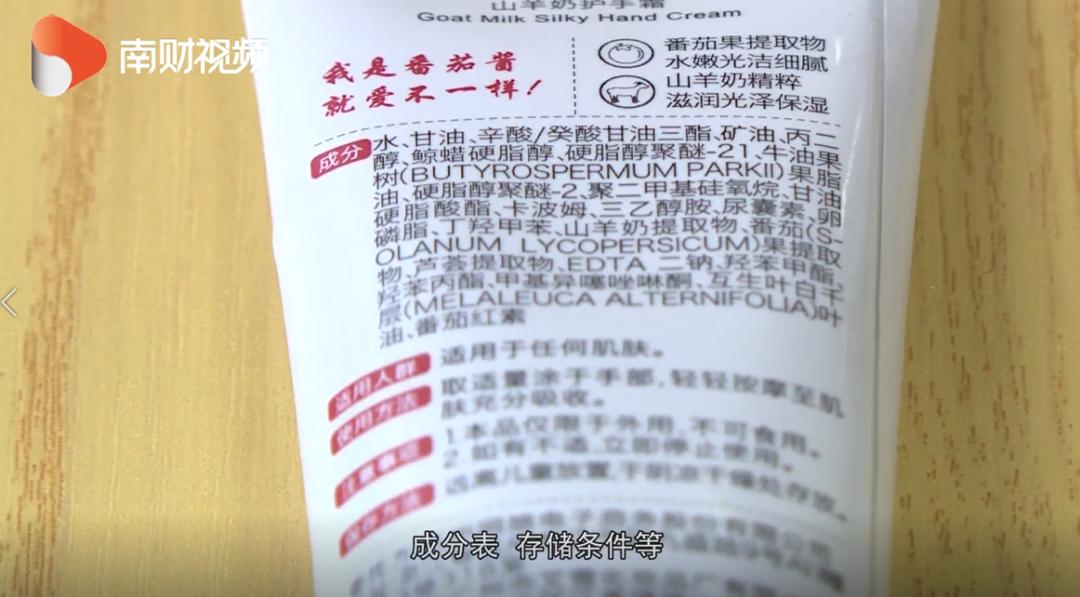 南财视频
山羊奶护手霜
Goat Milk Silky Hand Cream
我是番茄酱
就爱不一样!
番茄果提取物
水嫩光洁细腻
山羊奶精粹
滋润光泽保湿
成分
水、甘油、辛酸/癸酸甘油三酯、矿油、丙二
醇、鲸蜡硬脂醇、硬脂醇聚醚-21、牛油果
树(BUTYROSPERMUM PARKII)果脂
油、硬脂醇聚醚-2、聚二甲基硅氧烷、甘油
硬脂酸酯、卡波姆、三乙醇胺、尿囊素、卵
磷脂、丁羟甲苯、山羊奶提取物、番茄(S-
OLANUM LYCOPERSICUM)果提取
物、芦荟提取物、EDTA 二钠、羟苯甲酯、
羟苯丙酯、甲基异噻唑啉酮、互生叶白千
层(MELALEUCA ALTERNIFOLIA)叶
油、番茄红素
适用人群
适用于任何肌肤。
使用方法
取适量涂于手部,轻轻按摩至肌
肤充分吸收。
注意事项
1.本品仅限于外用,不可食用。
2.如有不适,立即停止使用。
保存方法
远离儿童放置,于阴凉干燥处存放。
成分表 存储条件等